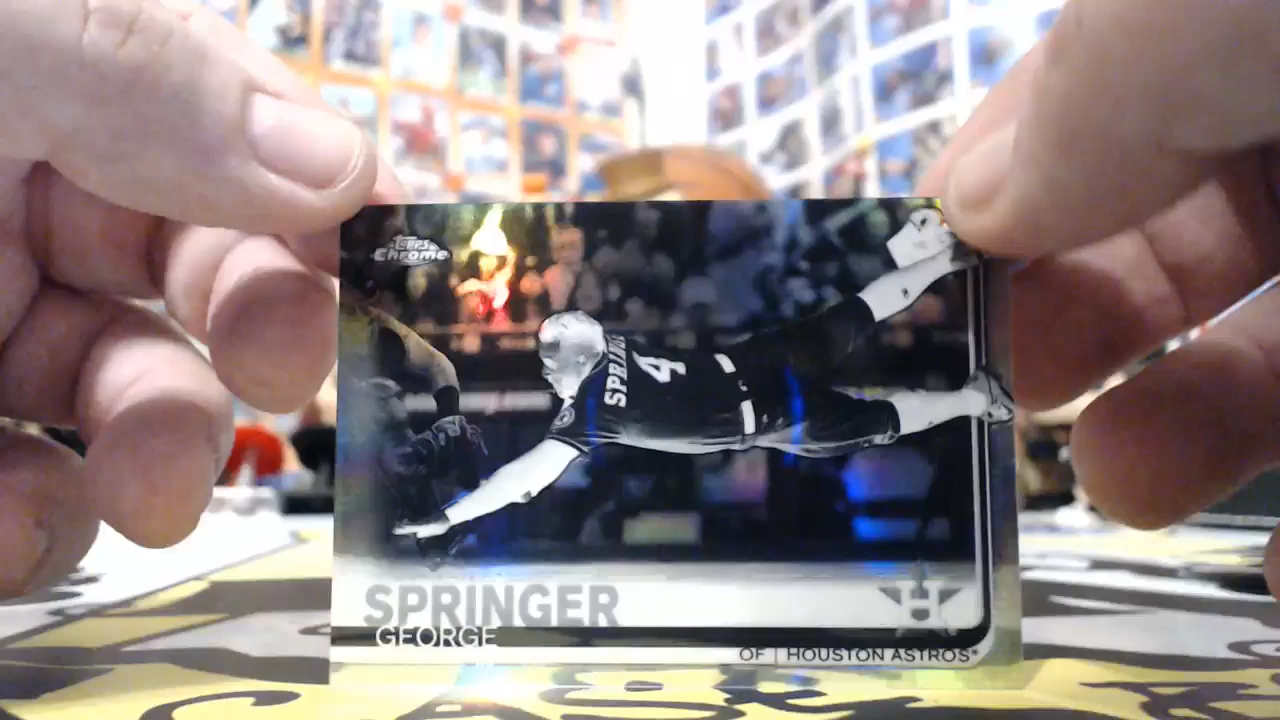 Topps
Chrome
SPRINGER
4
SPRINGER
GEORGE
OF | HOUSTON ASTROS®
H